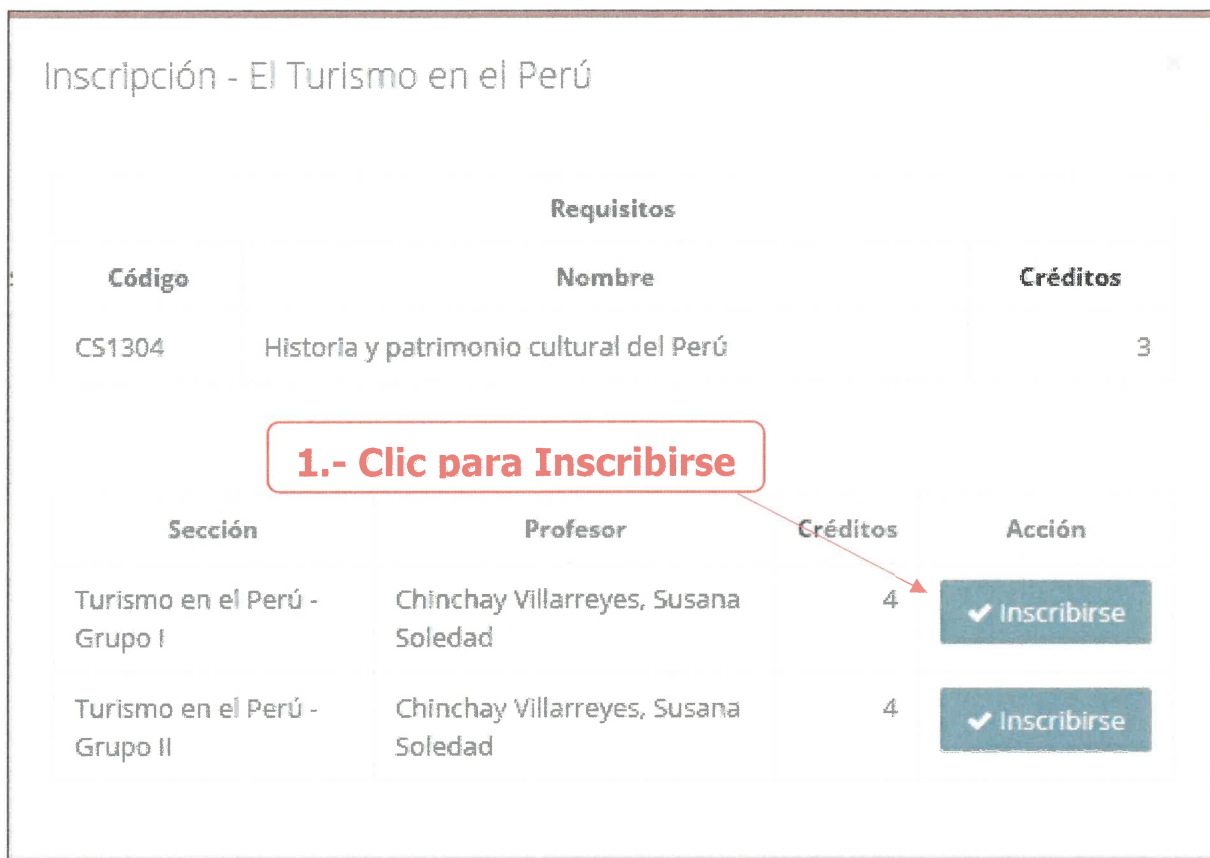 Inscripción - El Turismo en el Perú
×
Requisitos
Código Nombre Créditos
CS1304 Historia y patrimonio cultural del Perú 3
1.- Clic para Inscribirse
Sección Profesor Créditos Acción
Turismo en el Perú - Chinchay Villarreyes, Susana 4 ✔ Inscribirse
Grupo I Soledad
Turismo en el Perú - Chinchay Villarreyes, Susana 4 ✔ Inscribirse
Grupo II Soledad